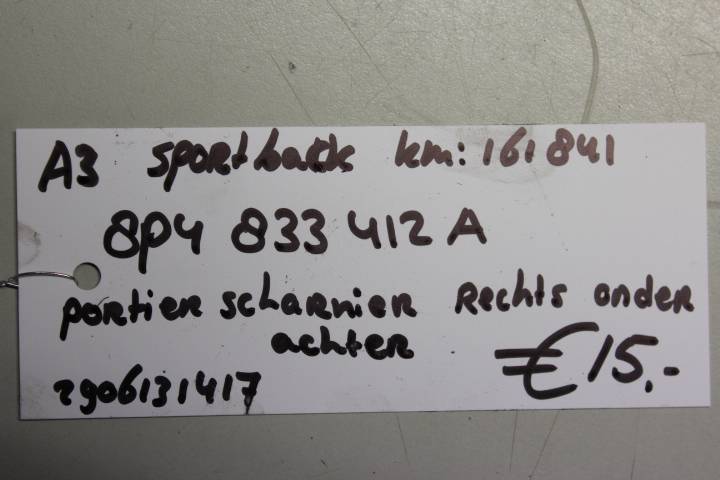 A3 sportback km: 161841
8P4 833 412 A
portier scharnier Rechts onder
achter
€15,-
2906131417